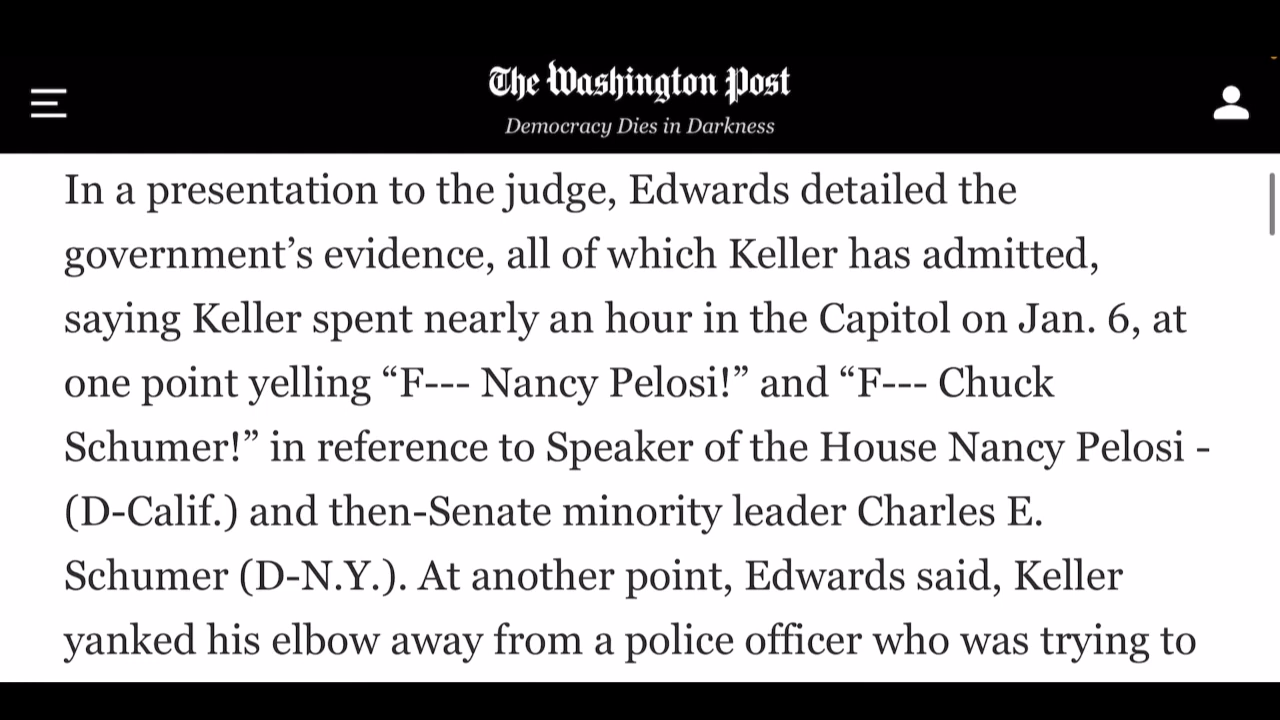 The Washington Post
Democracy Dies in Darkness
In a presentation to the judge, Edwards detailed the
government’s evidence, all of which Keller has admitted,
saying Keller spent nearly an hour in the Capitol on Jan. 6, at
one point yelling “F--- Nancy Pelosi!” and “F--- Chuck
Schumer!” in reference to Speaker of the House Nancy Pelosi -
(D-Calif.) and then-Senate minority leader Charles E.
Schumer (D-N.Y.). At another point, Edwards said, Keller
yanked his elbow away from a police officer who was trying to